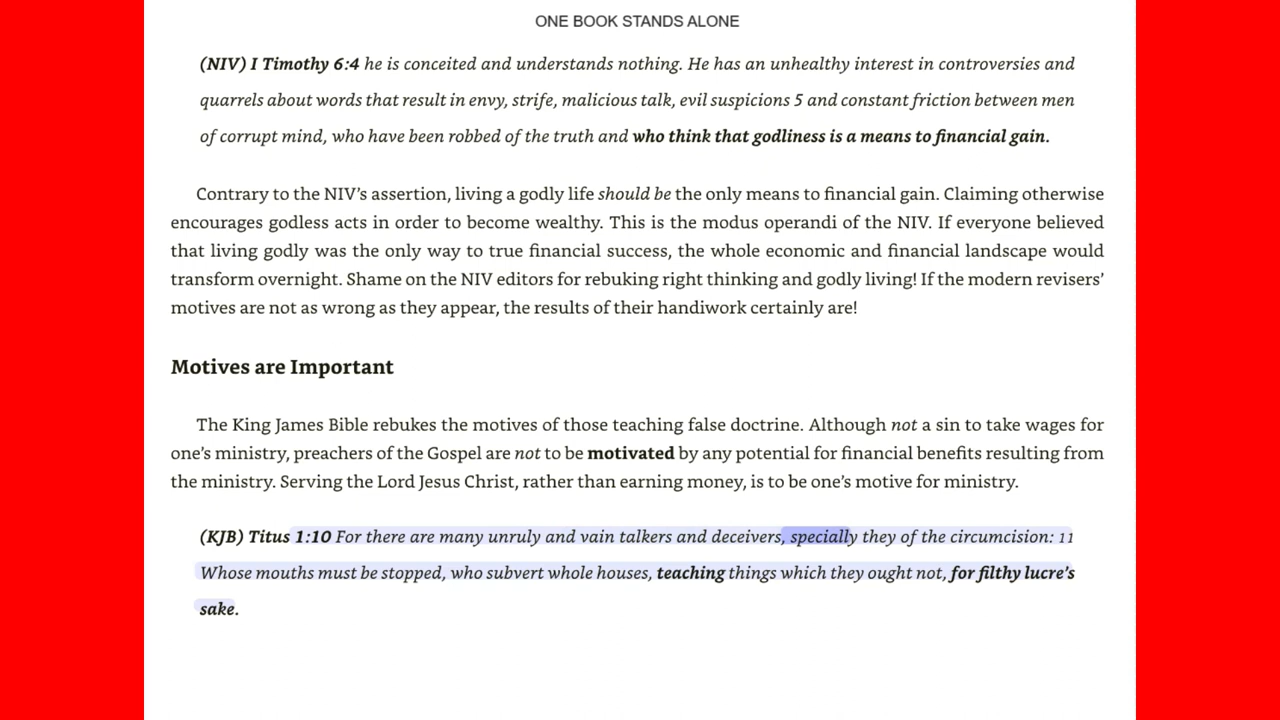 ONE BOOK STANDS ALONE
(NIV) I Timothy 6:4 he is conceited and understands nothing. He has an unhealthy interest in controversies and
quarrels about words that result in envy, strife, malicious talk, evil suspicions 5 and constant friction between men
of corrupt mind, who have been robbed of the truth and who think that godliness is a means to financial gain.
Contrary to the NIV’s assertion, living a godly life should be the only means to financial gain. Claiming otherwise
encourages godless acts in order to become wealthy. This is the modus operandi of the NIV. If everyone believed
that living godly was the only way to true financial success, the whole economic and financial landscape would
transform overnight. Shame on the NIV editors for rebuking right thinking and godly living! If the modern revisers’
motives are not as wrong as they appear, the results of their handiwork certainly are!
Motives are Important
The King James Bible rebukes the motives of those teaching false doctrine. Although not a sin to take wages for
one’s ministry, preachers of the Gospel are not to be motivated by any potential for financial benefits resulting from
the ministry. Serving the Lord Jesus Christ, rather than earning money, is to be one’s motive for ministry.
(KJB) Titus 1:10 For there are many unruly and vain talkers and deceivers, specially they of the circumcision: 11
Whose mouths must be stopped, who subvert whole houses, teaching things which they ought not, for filthy lucre’s
sake.